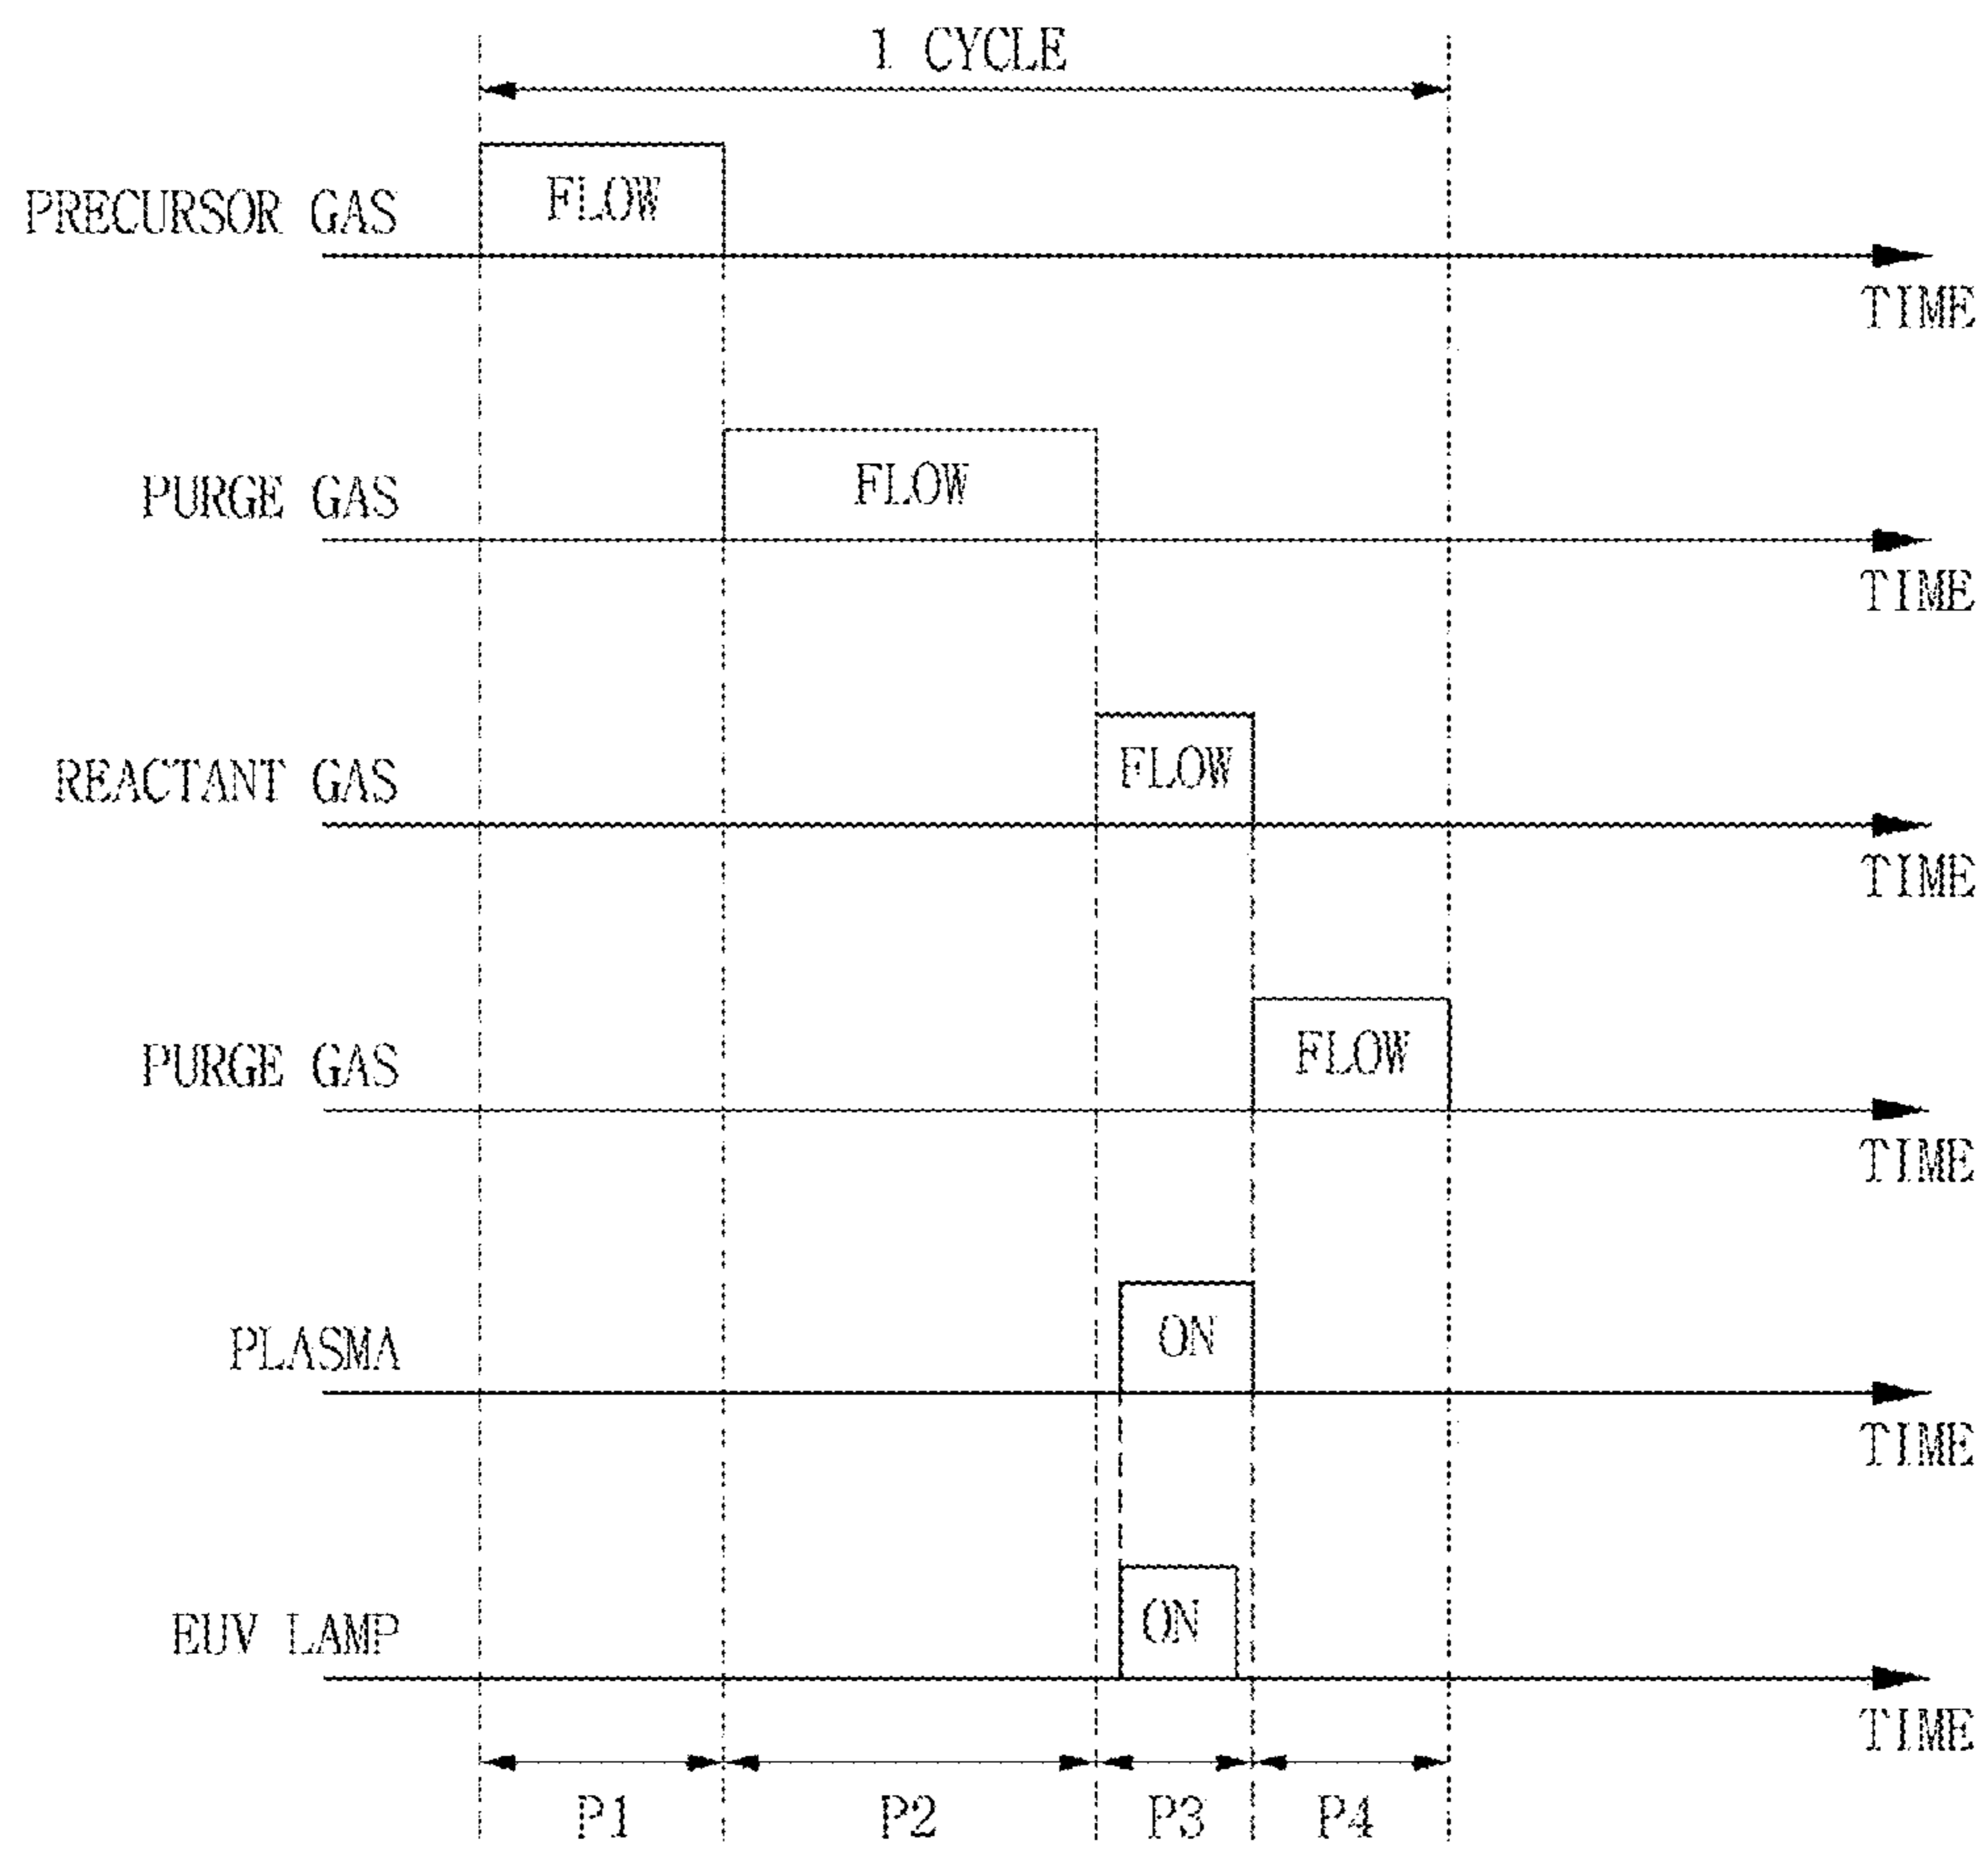 1 CYCLE
PRECURSOR GAS
FLOW
TIME
PURGE GAS
FLOW
TIME
REACTANT GAS
FLOW
TIME
PURGE GAS
FLOW
TIME
PLASMA
ON
TIME
EUV LAMP
ON
TIME
P1 P2 P3 P4